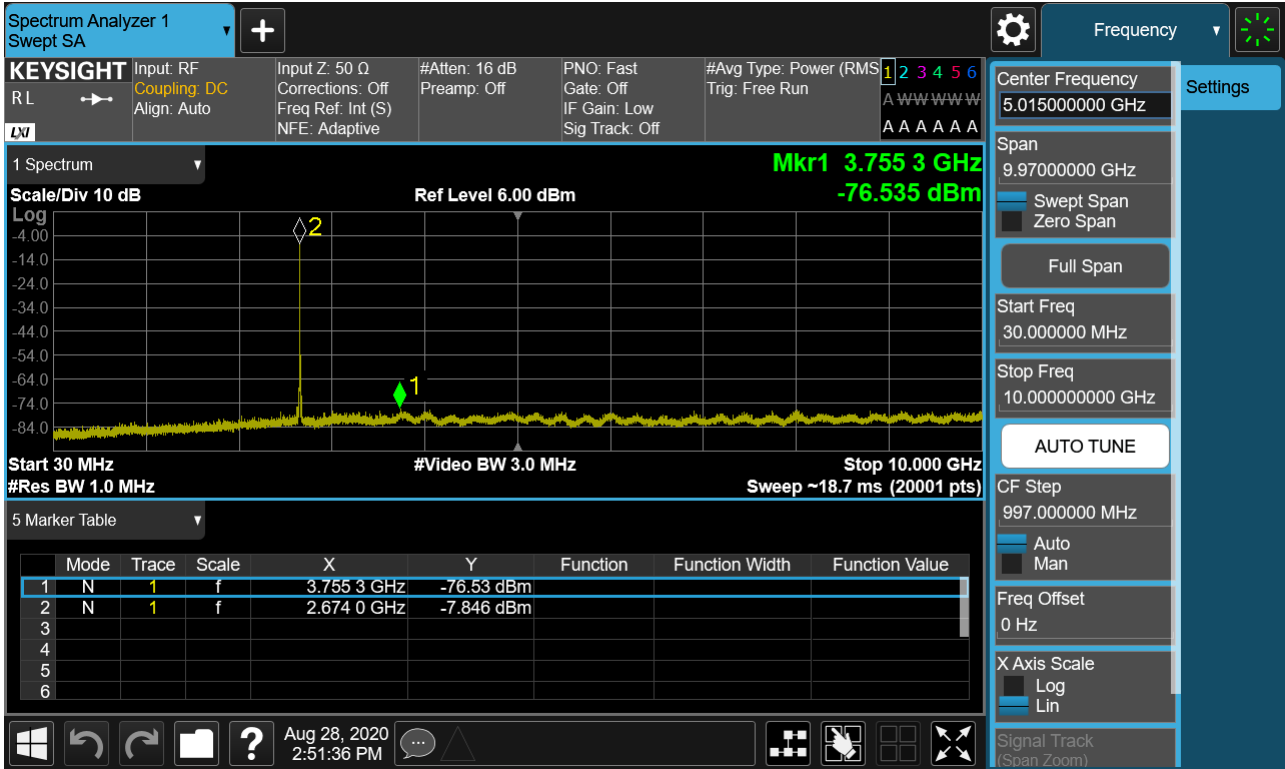 Spectrum Analyzer 1
Swept SA
Frequency
KEYSIGHT
R L
LXI
Input: RF
Coupling: DC
Align: Auto
Input Z: 50 Ω
Corrections: Off
Freq Ref: Int (S)
NFE: Adaptive
#Atten: 16 dB
Preamp: Off
PNO: Fast
Gate: Off
IF Gain: Low
Sig Track: Off
#Avg Type: Power (RMS
Trig: Free Run
1 2 3 4 5 6
A W W W W W
A A A A A A
Settings
1 Spectrum
Mkr1 3.755 3 GHz
-76.535 dBm
Scale/Div 10 dB
Ref Level 6.00 dBm
Log
-4.00
-14.0
-24.0
-34.0
-44.0
-54.0
-64.0
-74.0
-84.0
2
1
Start 30 MHz
#Video BW 3.0 MHz
Stop 10.000 GHz
#Res BW 1.0 MHz
Sweep ~18.7 ms (20001 pts)
5 Marker Table
Mode Trace Scale X Y Function Function Width Function Value
1 N 1 f 3.755 3 GHz -76.53 dBm
2 N 1 f 2.674 0 GHz -7.846 dBm
3
4
5
6
Center Frequency
5.015000000 GHz
Span
9.97000000 GHz
Swept Span
Zero Span
Full Span
Start Freq
30.000000 MHz
Stop Freq
10.000000000 GHz
AUTO TUNE
CF Step
997.000000 MHz
Auto
Man
Freq Offset
0 Hz
X Axis Scale
Log
Lin
Signal Track
(Span Zoom)
?
Aug 28, 2020
2:51:36 PM